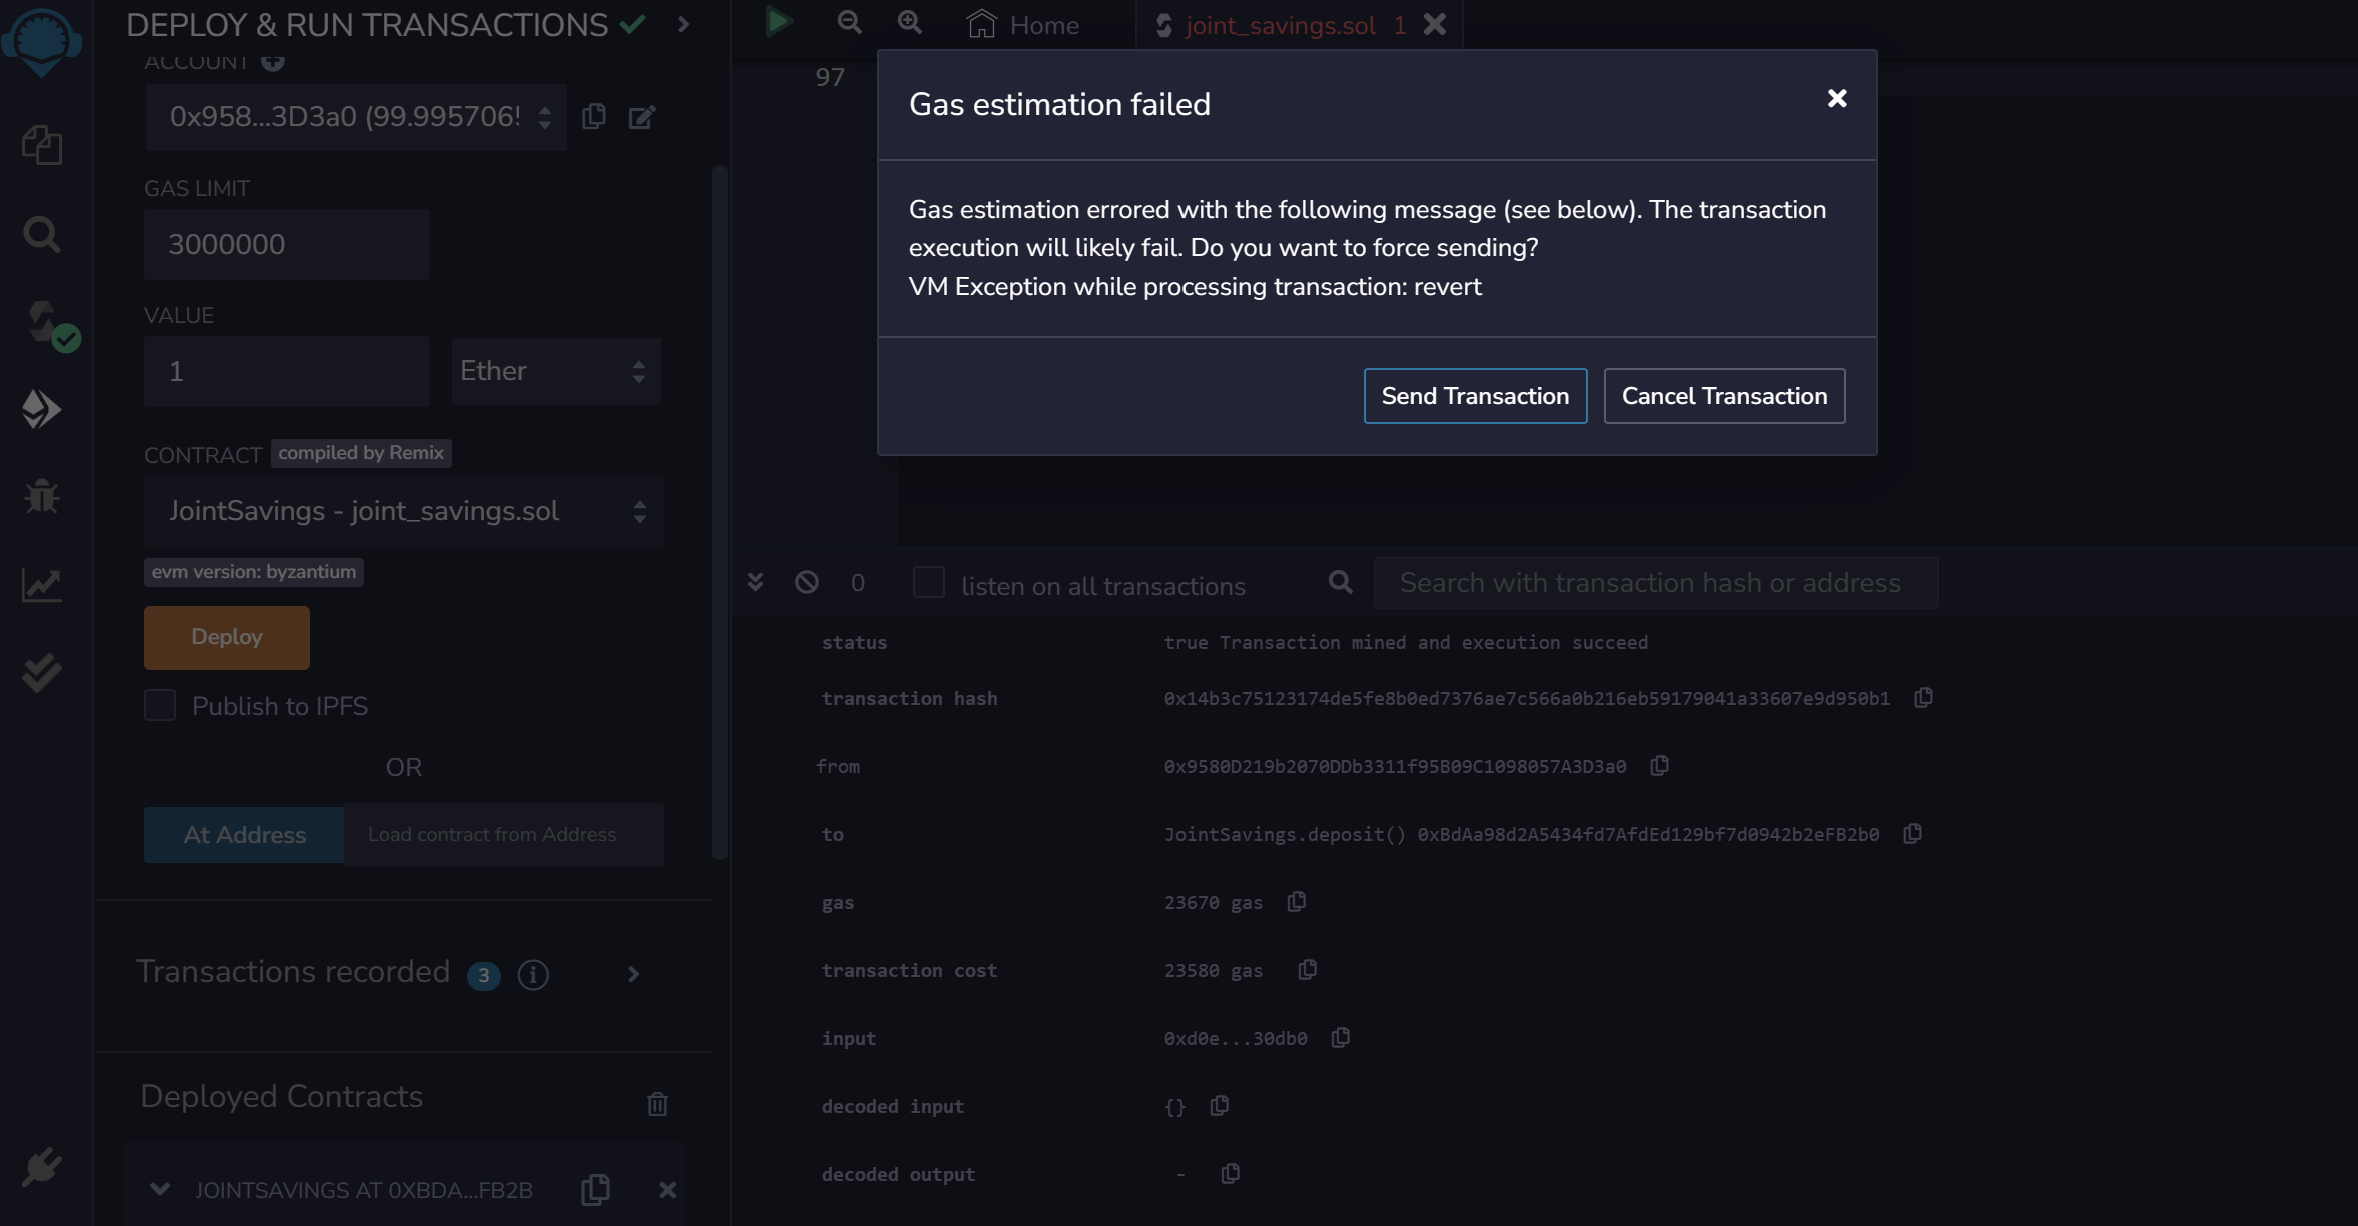 DEPLOY & RUN TRANSACTIONS
ACCOUNT
0x958...3D3a0 (99.9957065
GAS LIMIT
3000000
VALUE
1
Ether
CONTRACT
compiled by Remix
JointSavings - joint_savings.sol
evm version: byzantium
Deploy
Publish to IPFS
OR
At Address
Load contract from Address
Transactions recorded 3
Deployed Contracts
JOINTSAVINGS AT 0XBDA...FB2B
Home
joint_savings.sol 1
97
Gas estimation failed
Gas estimation errored with the following message (see below). The transaction
execution will likely fail. Do you want to force sending?
VM Exception while processing transaction: revert
Send Transaction
Cancel Transaction
0
listen on all transactions
Search with transaction hash or address
status true Transaction mined and execution succeed
transaction hash 0x14b3c75123174de5fe8b0ed7376ae7c566a0b216eb59179041a33607e9d950b1
from 0x9580D219b2070DDb3311f95B09C1098057A3D3a0
to JointSavings.deposit() 0xBdAa98d2A5434fd7AfdEd129bf7d0942b2eFB2b0
gas 23670 gas
transaction cost 23580 gas
input 0xd0e...30db0
decoded input {}
decoded output -